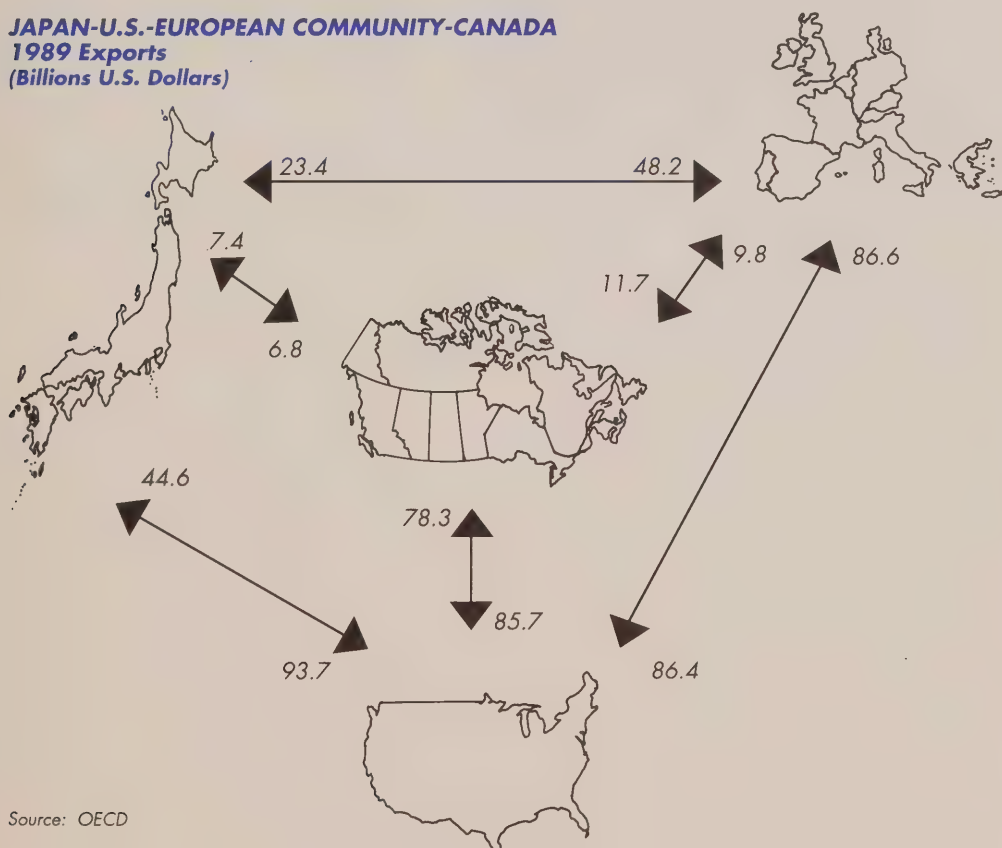 JAPAN-U.S.-EUROPEAN COMMUNITY-CANADA
1989 Exports
(Billions U.S. Dollars)
23.4 48.2
7.4 9.8 86.6
11.7
6.8
44.6
78.3
85.7
93.7 86.4
Source: OECD